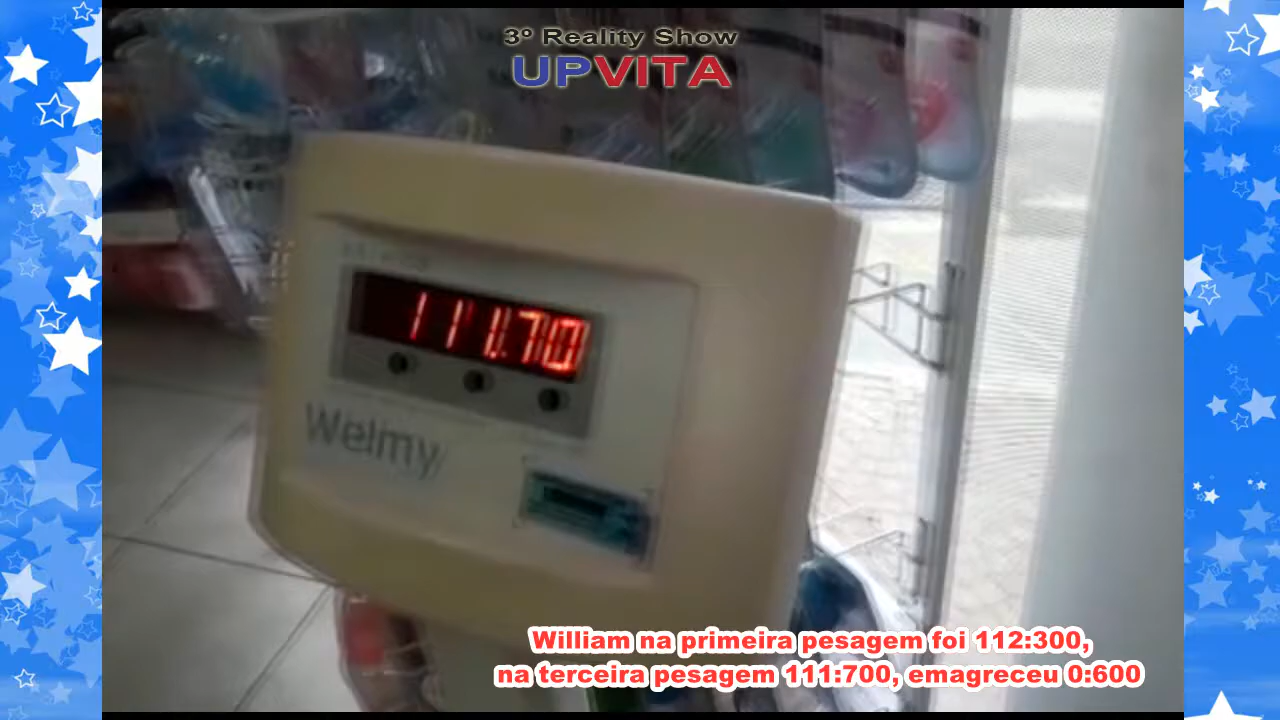 3º Reality Show
UPVITA
111.70
Welmy
William na primeira pesagem foi 112:300,
na terceira pesagem 111:700, emagreceu 0:600